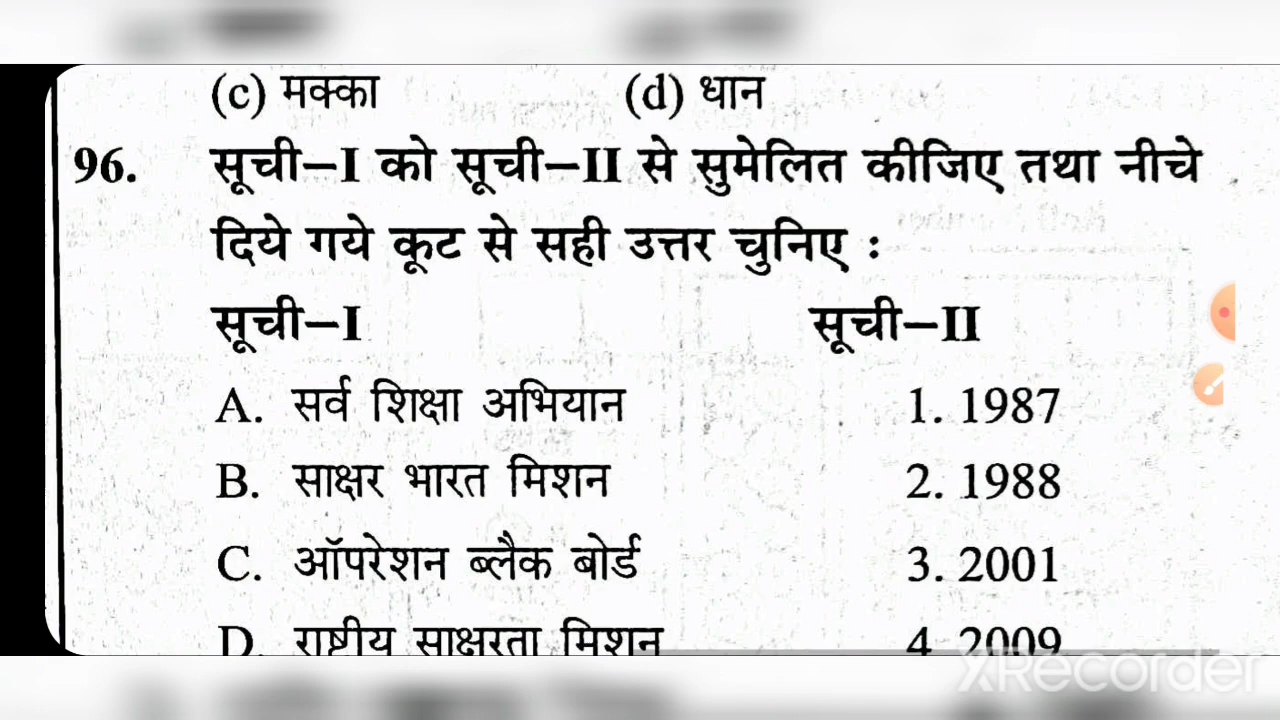 (c) मक्का (d) धान
96. सूची–I को सूची–II से सुमेलित कीजिए तथा नीचे
दिये गये कूट से सही उत्तर चुनिए :
सूची–I सूची–II
A. सर्व शिक्षा अभियान 1. 1987
B. साक्षर भारत मिशन 2. 1988
C. ऑपरेशन ब्लैक बोर्ड 3. 2001
D. राष्ट्रीय साक्षरता मिशन 4. 2009
XRecorder